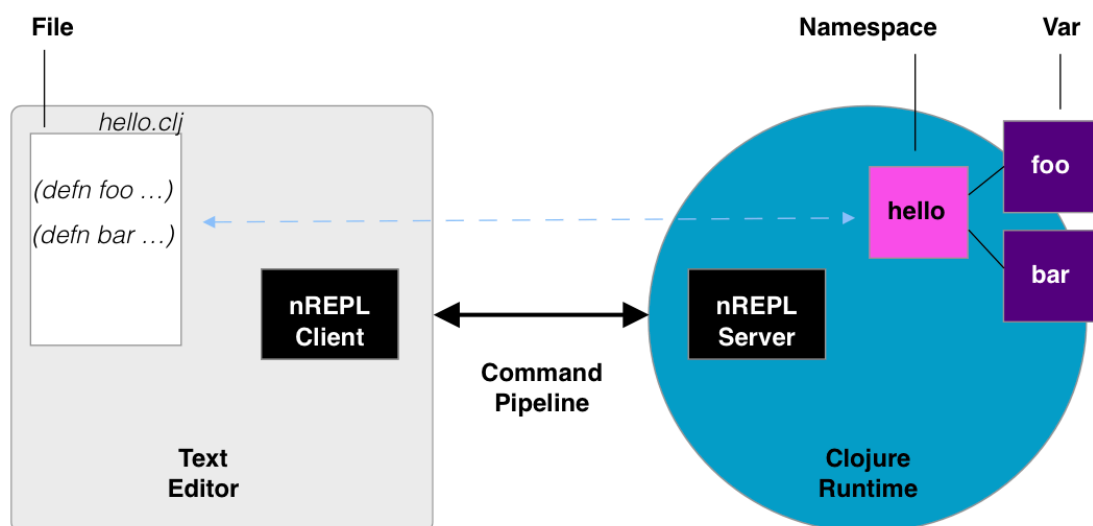 File
Namespace
Var
hello.clj
(defn foo …)
(defn bar …)
foo
hello
bar
nREPL
Client
nREPL
Server
Command
Pipeline
Text
Editor
Clojure
Runtime